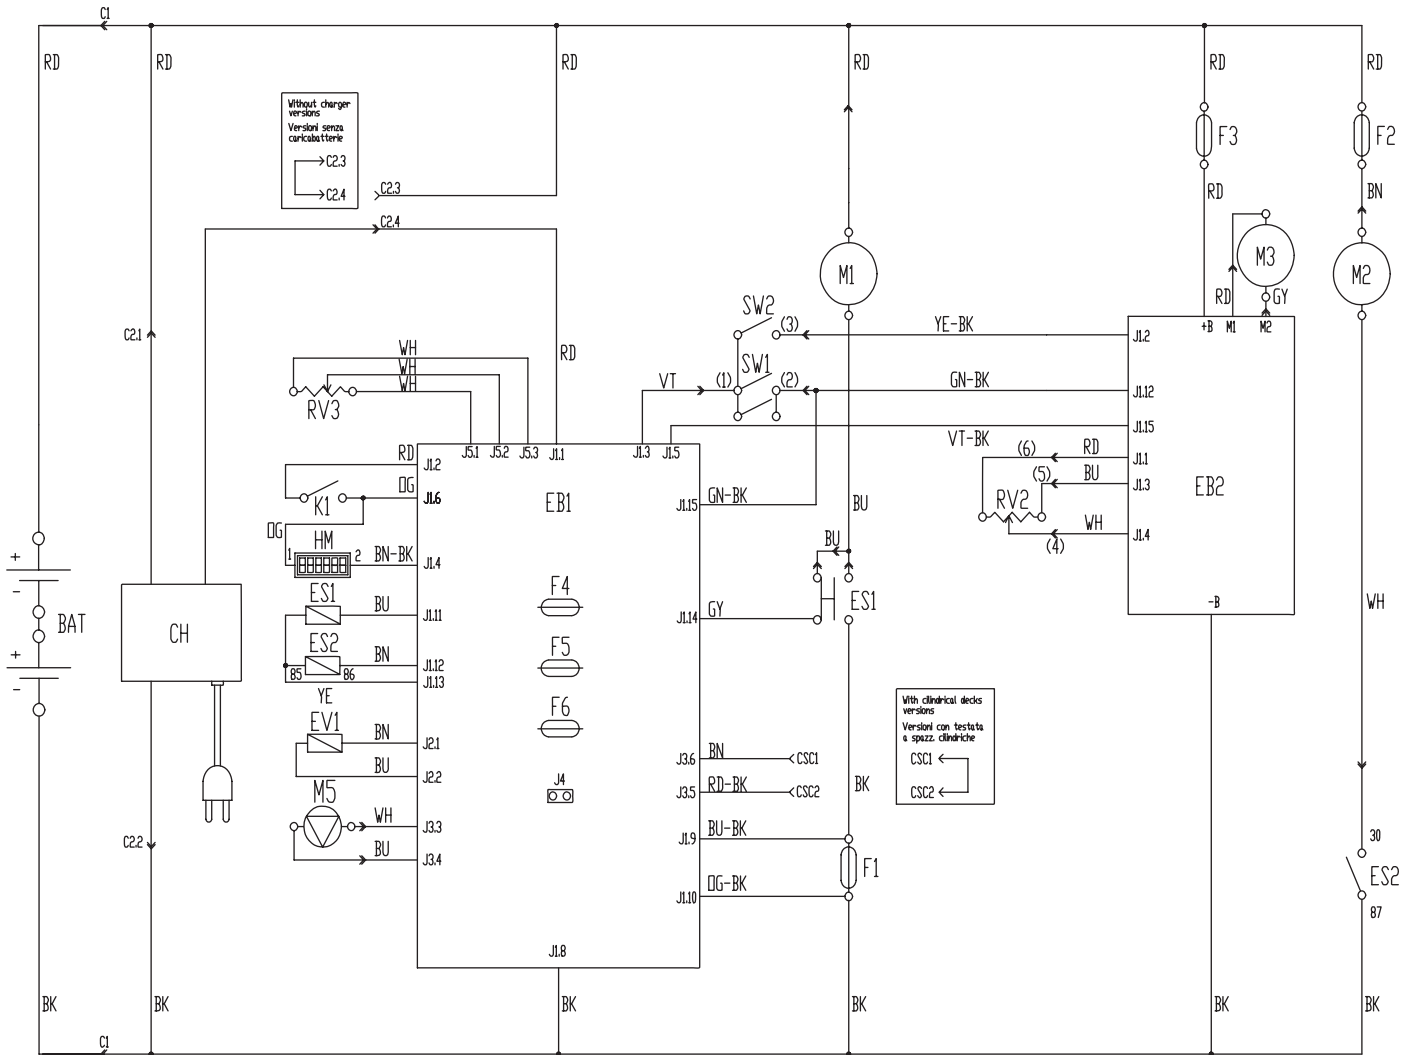 C1
RD
RD
RD
RD
RD
RD
Without charger
versions
Versioni senza
caricabatterie
C2.3
C2.4
C2.3
C2.4
F3
F2
RD
BN
M3
M1
M2
RD
GY
+B
M1
M2
C2.1
WH
WH
WH
RV3
RD
SW2
(3)
YE-BK
J1.2
VT
(1)
SW1
(2)
GN-BK
J1.12
VT-BK
J1.15
(6)
RD
J1.1
(5)
BU
J1.3
RV2
WH
J1.4
(4)
EB2
-B
J5.1
J5.2
J5.3
J1.1
J1.3
J1.5
RD
J1.2
OG
J1.6
K1
EB1
GN-BK
J1.15
BU
OG
HM
1
2
BN-BK
J1.4
BU
ES1
BU
J1.11
F4
GY
J1.14
ES1
ES2
BN
J1.12
85
86
J1.13
YE
F5
BAT
+
-
+
-
CH
WH
EV1
BN
J2.1
BU
J2.2
F6
With cilindrical decks
versions
Versioni con testata
a spazz. cilindriche
CSC1
CSC2
J3.6
BN
CSC1
J3.5
RD-BK
CSC2
J4
BK
M5
WH
J3.3
BU
J3.4
BU-BK
J1.9
F1
OG-BK
J1.10
C2.2
30
ES2
87
J1.8
BK
BK
BK
BK
BK
BK
C1